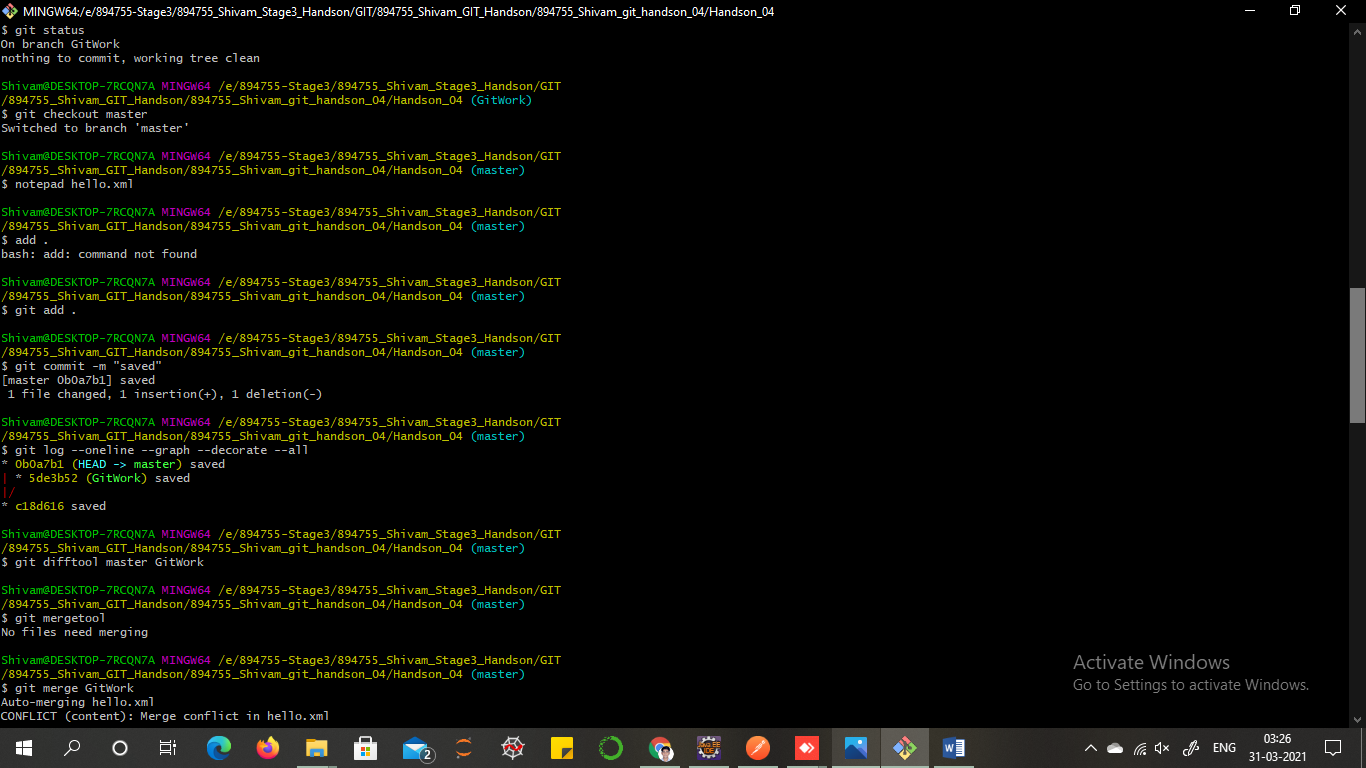 MINGW64:/e/894755-Stage3/894755_Shivam_Stage3_Handson/GIT/894755_Shivam_GIT_Handson/894755_Shivam_git_handson_04/Handson_04
$ git status
On branch GitWork
nothing to commit, working tree clean
Shivam@DESKTOP-7RCQN7A MINGW64 /e/894755-Stage3/894755_Shivam_Stage3_Handson/GIT
/894755_Shivam_GIT_Handson/894755_Shivam_git_handson_04/Handson_04 (GitWork)
$ git checkout master
Switched to branch 'master'
Shivam@DESKTOP-7RCQN7A MINGW64 /e/894755-Stage3/894755_Shivam_Stage3_Handson/GIT
/894755_Shivam_GIT_Handson/894755_Shivam_git_handson_04/Handson_04 (master)
$ notepad hello.xml
Shivam@DESKTOP-7RCQN7A MINGW64 /e/894755-Stage3/894755_Shivam_Stage3_Handson/GIT
/894755_Shivam_GIT_Handson/894755_Shivam_git_handson_04/Handson_04 (master)
$ add .
bash: add: command not found
Shivam@DESKTOP-7RCQN7A MINGW64 /e/894755-Stage3/894755_Shivam_Stage3_Handson/GIT
/894755_Shivam_GIT_Handson/894755_Shivam_git_handson_04/Handson_04 (master)
$ git add .
Shivam@DESKTOP-7RCQN7A MINGW64 /e/894755-Stage3/894755_Shivam_Stage3_Handson/GIT
/894755_Shivam_GIT_Handson/894755_Shivam_git_handson_04/Handson_04 (master)
$ git commit -m "saved"
[master 0b0a7b1] saved
 1 file changed, 1 insertion(+), 1 deletion(-)
Shivam@DESKTOP-7RCQN7A MINGW64 /e/894755-Stage3/894755_Shivam_Stage3_Handson/GIT
/894755_Shivam_GIT_Handson/894755_Shivam_git_handson_04/Handson_04 (master)
$ git log --oneline --graph --decorate --all
* 0b0a7b1 (HEAD -> master) saved
| * 5de3b52 (GitWork) saved
|/
* c18d616 saved
Shivam@DESKTOP-7RCQN7A MINGW64 /e/894755-Stage3/894755_Shivam_Stage3_Handson/GIT
/894755_Shivam_GIT_Handson/894755_Shivam_git_handson_04/Handson_04 (master)
$ git difftool master GitWork
Shivam@DESKTOP-7RCQN7A MINGW64 /e/894755-Stage3/894755_Shivam_Stage3_Handson/GIT
/894755_Shivam_GIT_Handson/894755_Shivam_git_handson_04/Handson_04 (master)
$ git mergetool
No files need merging
Shivam@DESKTOP-7RCQN7A MINGW64 /e/894755-Stage3/894755_Shivam_Stage3_Handson/GIT
/894755_Shivam_GIT_Handson/894755_Shivam_git_handson_04/Handson_04 (master)
$ git merge GitWork
Auto-merging hello.xml
CONFLICT (content): Merge conflict in hello.xml
Activate Windows
Go to Settings to activate Windows.
2
Java EE
IDE
ENG
03:26
31-03-2021